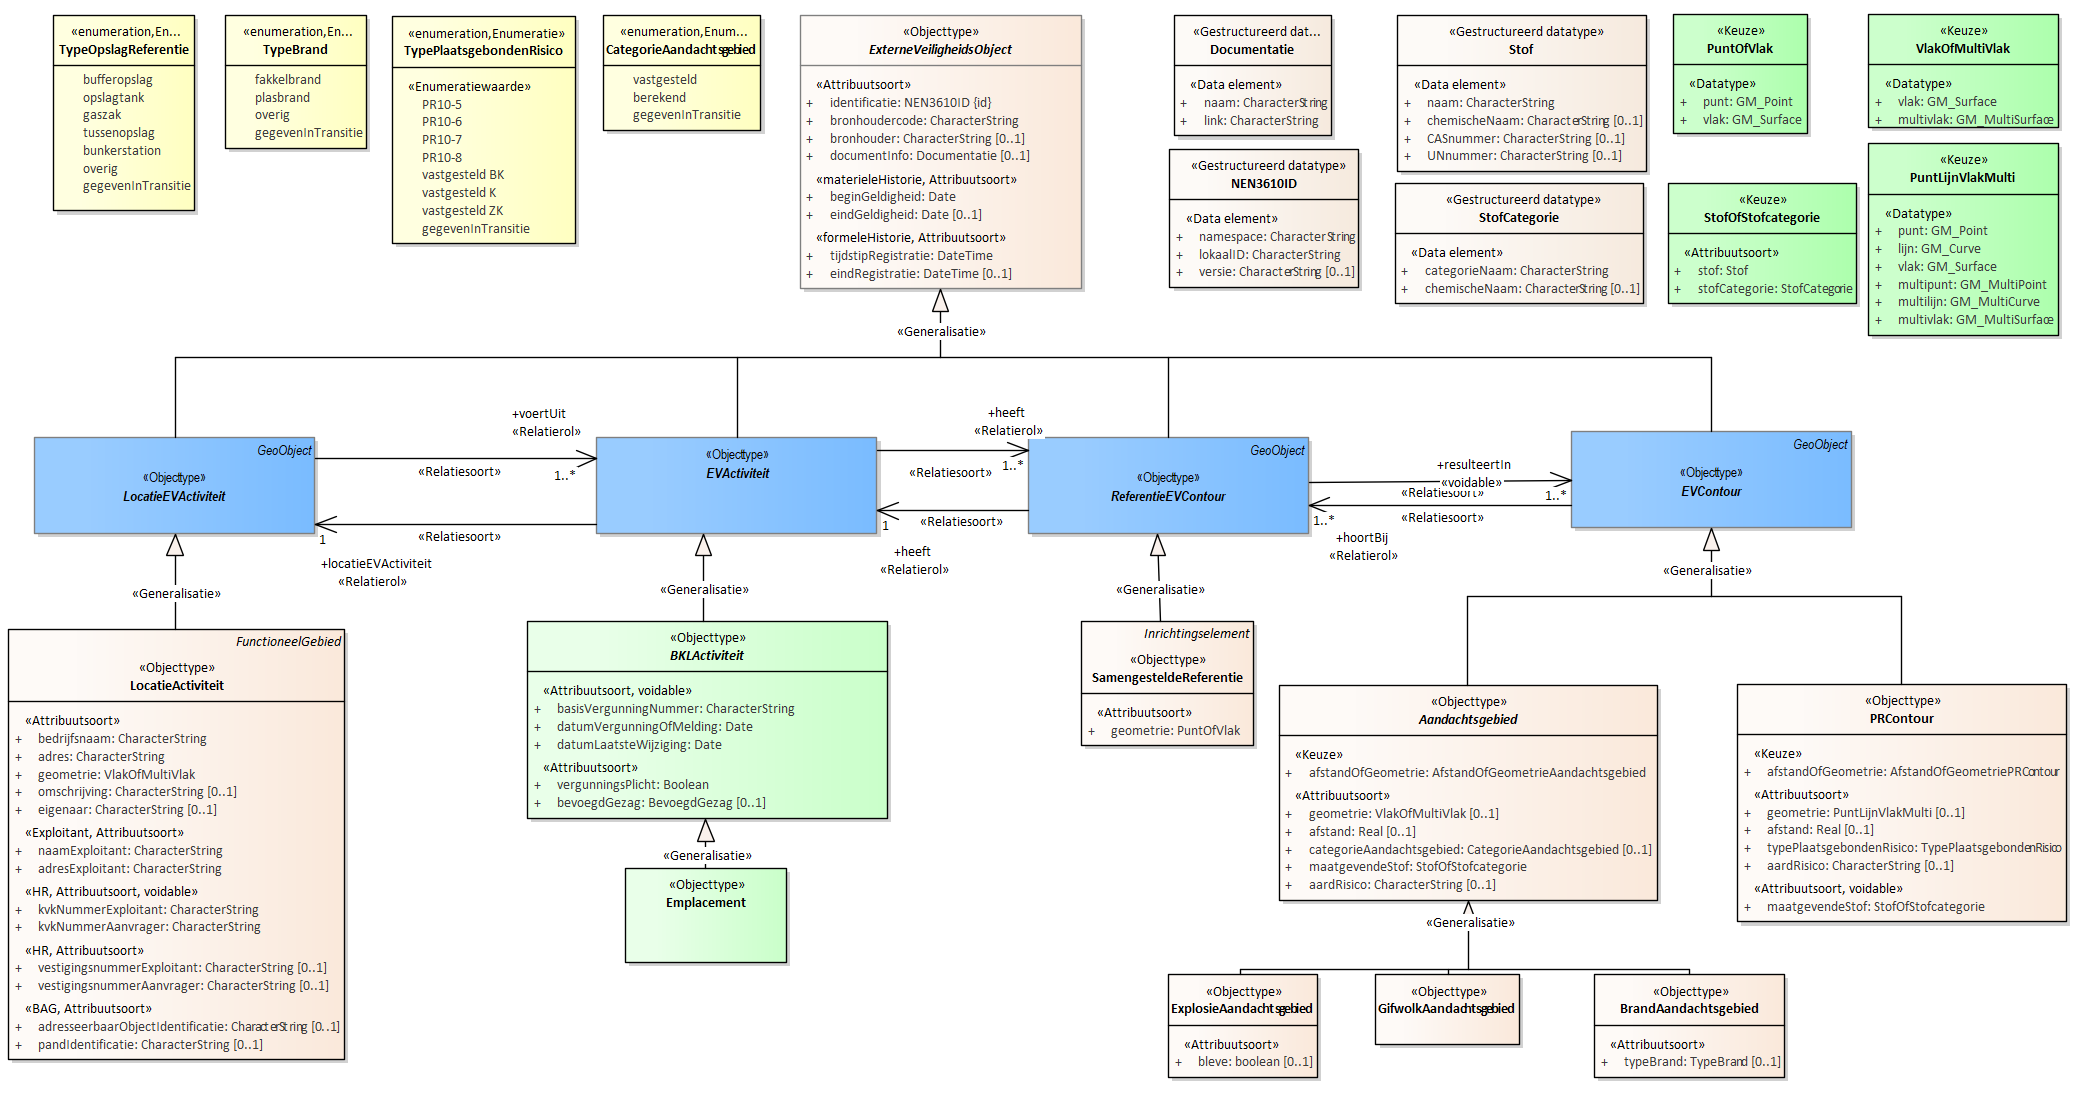 «enumeration,En...
TypeOpslagReferentie
bufferopslag
opslagtank
gaszak
tussenopslag
bunkerstation
overig
gegevenInTransitie
«enumeration,En...
TypeBrand
fakkelbrand
plasbrand
overig
gegevenInTransitie
«enumeration,Enumeratie»
TypePlaatsgebondenRisico
«Enumeratiewaarde»
PR10-5
PR10-6
PR10-7
PR10-8
vastgesteld BK
vastgesteld K
vastgesteld ZK
gegevenInTransitie
«enumeration,Enum...
CategorieAandachtsgebied
vastgesteld
berekend
gegevenInTransitie
«Objecttype»
ExterneVeiligheidsObject
«Attribuutsoort»
+ identificatie: NEN3610ID {id}
+ bronhoudercode: CharacterString
+ bronhouder: CharacterString [0..1]
+ documentInfo: Documentatie [0..1]
«materieleHistorie, Attribuutsoort»
+ beginGeldigheid: Date
+ eindGeldigheid: Date [0..1]
«formeleHistorie, Attribuutsoort»
+ tijdstipRegistratie: DateTime
+ eindRegistratie: DateTime [0..1]
«Gestructureerd dat...
Documentatie
«Data element»
+ naam: CharacterString
+ link: CharacterString
«Gestructureerd datatype»
NEN3610ID
«Data element»
+ namespace: CharacterString
+ lokaalID: CharacterString
+ versie: CharacterString [0..1]
«Gestructureerd datatype»
Stof
«Data element»
+ naam: CharacterString
+ chemischeNaam: CharacterString [0..1]
+ CASnummer: CharacterString [0..1]
+ UNnummer: CharacterString [0..1]
«Gestructureerd datatype»
StofCategorie
«Data element»
+ categorieNaam: CharacterString
+ chemischeNaam: CharacterString [0..1]
«Keuze»
PuntOfVlak
«Datatype»
+ punt: GM_Point
+ vlak: GM_Surface
«Keuze»
StofOfStofcategorie
«Attribuutsoort»
+ stof: Stof
+ stofCategorie: StofCategorie
«Keuze»
VlakOfMultiVlak
«Datatype»
+ vlak: GM_Surface
+ multivlak: GM_MultiSurface
«Keuze»
PuntLijnVlakMulti
«Datatype»
+ punt: GM_Point
+ lijn: GM_Curve
+ vlak: GM_Surface
+ multipunt: GM_MultiPoint
+ multilijn: GM_MultiCurve
+ multivlak: GM_MultiSurface
«Generalisatie»
GeoObject
«Objecttype»
LocatieEVActiviteit
+voertUit
«Relatierol»
«Relatiesoort»
1..*
«Relatiesoort»
1
+locatieEVActiviteit
«Relatierol»
«Objecttype»
EVActiviteit
+heeft
«Relatierol»
«Relatiesoort»
1..*
«Relatiesoort»
1
+heeft
«Relatierol»
GeoObject
«Objecttype»
ReferentieEVContour
+resulteertIn
«voidable»
«Relatiesoort»
1..*
«Relatiesoort»
1..*
+hoortBij
«Relatierol»
GeoObject
«Objecttype»
EVContour
«Generalisatie»
«Generalisatie»
«Generalisatie»
«Generalisatie»
FunctioneelGebied
«Objecttype»
LocatieActiviteit
«Attribuutsoort»
+ bedrijfsnaam: CharacterString
+ adres: CharacterString
+ geometrie: VlakOfMultiVlak
+ omschrijving: CharacterString [0..1]
+ eigenaar: CharacterString [0..1]
«Exploitant, Attribuutsoort»
+ naamExploitant: CharacterString
+ adresExploitant: CharacterString
«HR, Attribuutsoort, voidable»
+ kvkNummerExploitant: CharacterString
+ kvkNummerAanvrager: CharacterString
«HR, Attribuutsoort»
+ vestigingsnummerExploitant: CharacterString [0..1]
+ vestigingsnummerAanvrager: CharacterString [0..1]
«BAG, Attribuutsoort»
+ adresseerbaarObjectIdentificatie: CharacterString [0..1]
+ pandIdentificatie: CharacterString [0..1]
«Objecttype»
BKLActiviteit
«Attribuutsoort, voidable»
+ basisVergunningNummer: CharacterString
+ datumVergunningOfMelding: Date
+ datumLaatsteWijziging: Date
«Attribuutsoort»
+ vergunningsPlicht: Boolean
+ bevoegdGezag: BevoegdGezag [0..1]
«Generalisatie»
«Objecttype»
Emplacement
Inrichtingselement
«Objecttype»
SamengesteldeReferentie
«Attribuutsoort»
+ geometrie: PuntOfVlak
«Objecttype»
Aandachtsgebied
«Keuze»
+ afstandOfGeometrie: AfstandOfGeometrieAandachtsgebied
«Attribuutsoort»
+ geometrie: VlakOfMultiVlak [0..1]
+ afstand: Real [0..1]
+ categorieAandachtsgebied: CategorieAandachtsgebied [0..1]
+ maatgevendeStof: StofOfStofcategorie
+ aardRisico: CharacterString [0..1]
«Objecttype»
PRContour
«Keuze»
+ afstandOfGeometrie: AfstandOfGeometriePRContour
«Attribuutsoort»
+ geometrie: PuntLijnVlakMulti [0..1]
+ afstand: Real [0..1]
+ typePlaatsgebondenRisico: TypePlaatsgebondenRisico
+ aardRisico: CharacterString [0..1]
«Attribuutsoort, voidable»
+ maatgevendeStof: StofOfStofcategorie
«Generalisatie»
«Objecttype»
ExplosieAandachtsgebied
«Attribuutsoort»
+ bleve: boolean [0..1]
«Objecttype»
GifwolkAandachtsgebied
«Objecttype»
BrandAandachtsgebied
«Attribuutsoort»
+ typeBrand: TypeBrand [0..1]